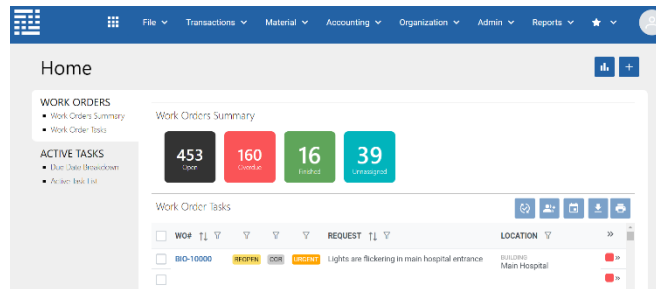 File Transactions Material Accounting Organization Admin Reports
Home
WORK ORDERS
Work Orders Summary
Work Order Tasks
ACTIVE TASKS
Due Date Breakdown
Active Task List
Work Orders Summary
453 160 16 39
Open Overdue Finished Unassigned
Work Order Tasks
WO# REQUEST LOCATION
BIO-10000 REOPEN COR URGENT Lights are flickering in main hospital entrance BUILDING
Main Hospital